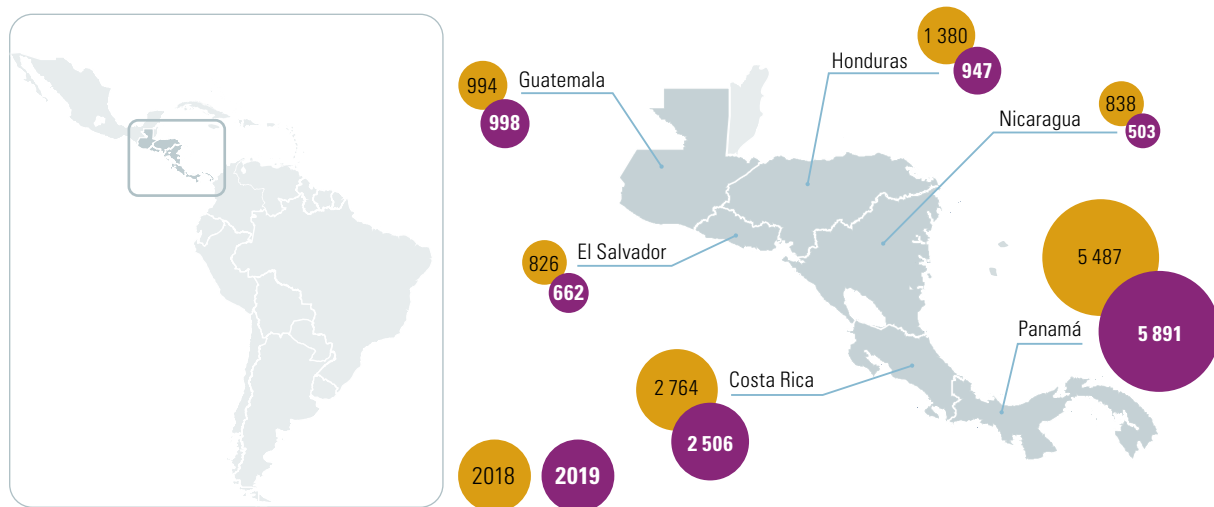 1 380
Honduras
947
994
Guatemala
998
838
Nicaragua
503
826
El Salvador
662
5 487
Panamá
5 891
2 764
Costa Rica
2 506
2018
2019